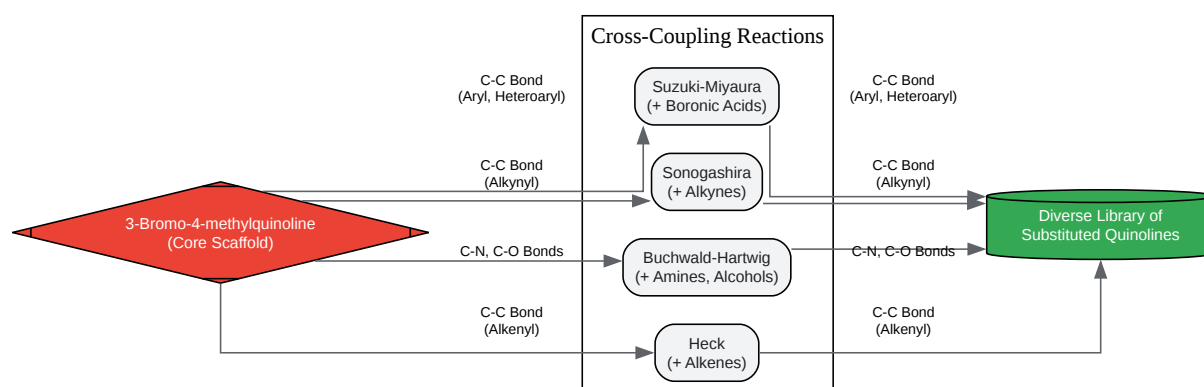 Cross-Coupling Reactions
C-C Bond
(Aryl, Heteroaryl)
Suzuki-Miyaura
(+ Boronic Acids)
C-C Bond
(Aryl, Heteroaryl)
C-C Bond
(Alkynyl)
Sonogashira
(+ Alkynes)
C-C Bond
(Alkynyl)
3-Bromo-4-methylquinoline
(Core Scaffold)
Diverse Library of
Substituted Quinolines
C-N, C-O Bonds
Buchwald-Hartwig
(+ Amines, Alcohols)
C-N, C-O Bonds
C-C Bond
(Alkenyl)
Heck
(+ Alkenes)
C-C Bond
(Alkenyl)